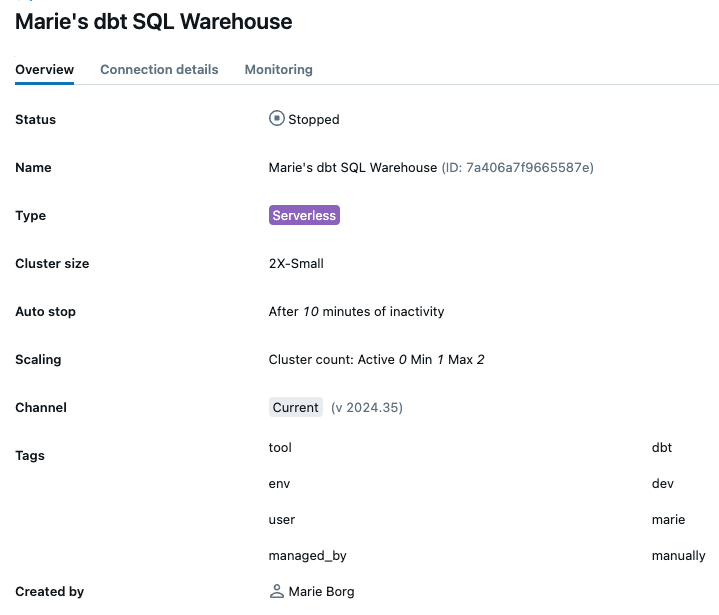 Marie's dbt SQL Warehouse
Overview Connection details Monitoring
Status Stopped
Name Marie's dbt SQL Warehouse (ID: 7a406a7f9665587e)
Type Serverless
Cluster size 2X-Small
Auto stop After 10 minutes of inactivity
Scaling Cluster count: Active 0 Min 1 Max 2
Channel Current (v 2024.35)
Tags tool dbt
env dev
user marie
managed_by manually
Created by Marie Borg